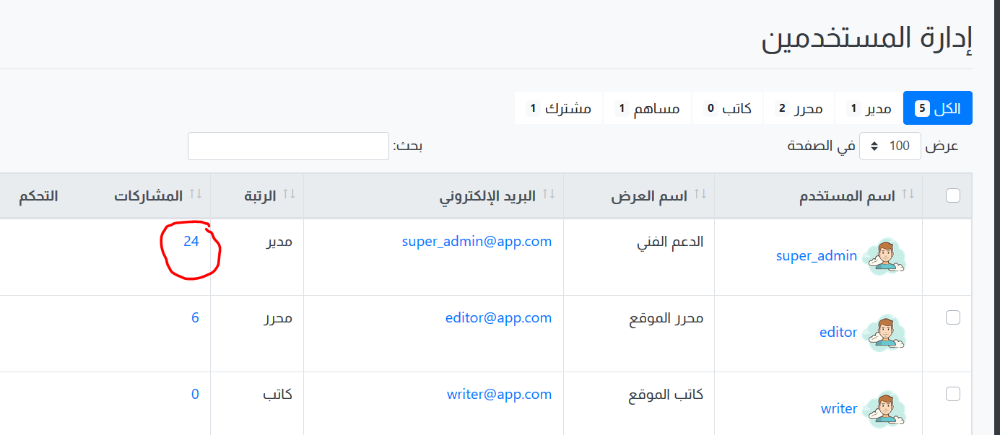 إدارة المستخدمين
الكل 5 مدير 1 محرر 2 كاتب 0 مساهم 1 مشترك 1
عرض 100 في الصفحة بحث:
اسم المستخدم اسم العرض البريد الإلكتروني الرتبة المشاركات التحكم
super_admin الدعم الفني super_admin@app.com مدير 24
editor محرر الموقع editor@app.com محرر 6
writer كاتب الموقع writer@app.com كاتب 0